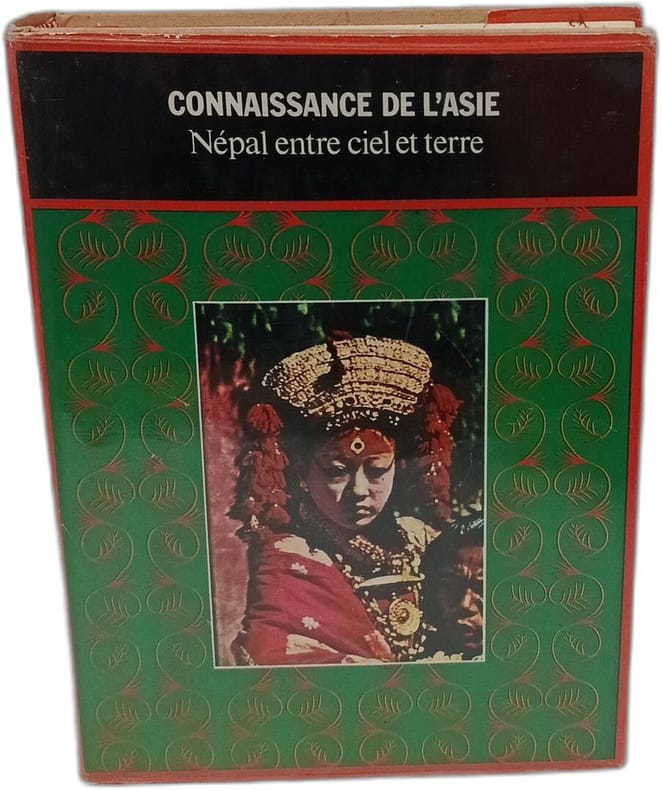 CONNAISSANCE DE L'ASIE
Népal entre ciel et terre